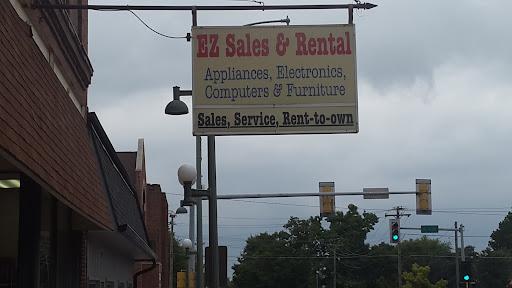 EZ Sales & Rental
Appliances, Electronics,
Computers & Furniture
Sales, Service, Rent-to-own